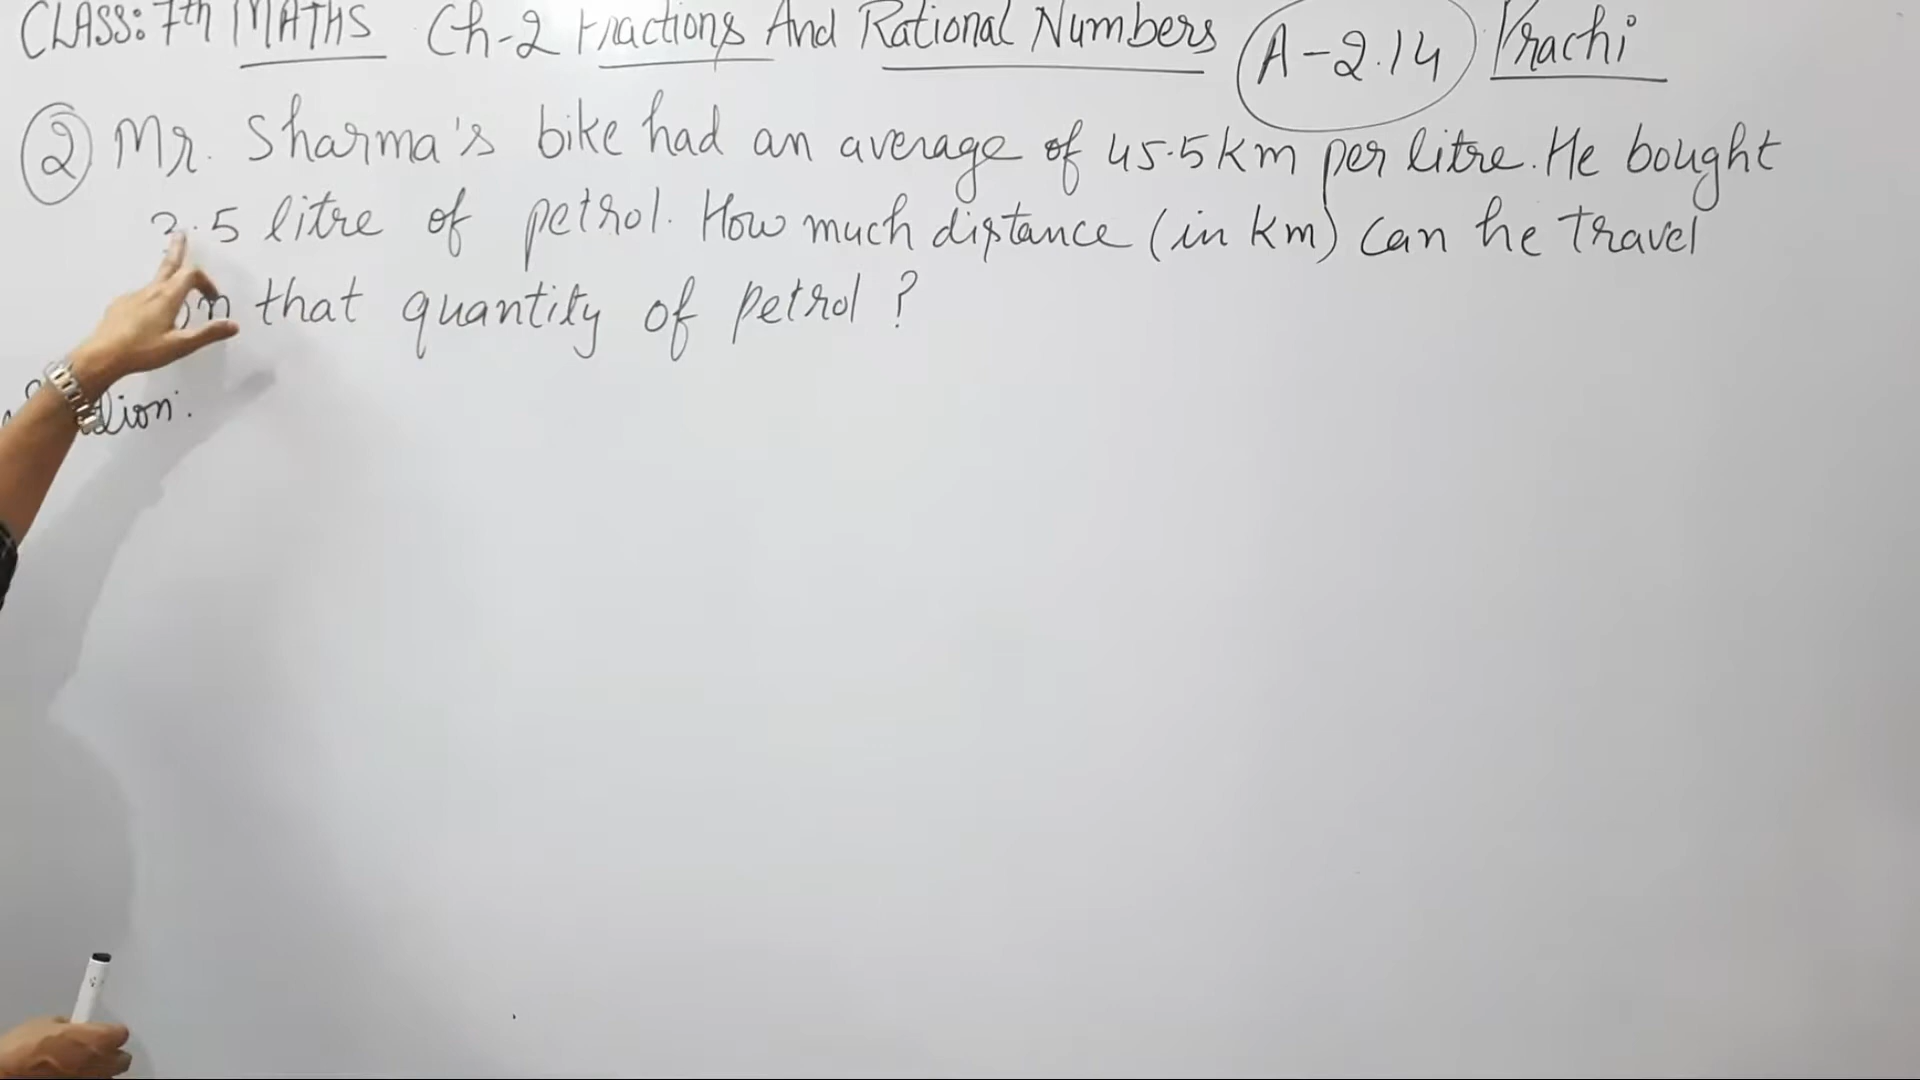 CLASS: 7th MATHS Ch-2 Fractions And Rational Numbers A-2.14 Prachi
② Mr. Sharma's bike had an average of 45.5 km per litre. He bought
.5 litre of petrol. How much distance (in km) can he travel
on that quantity of petrol ?